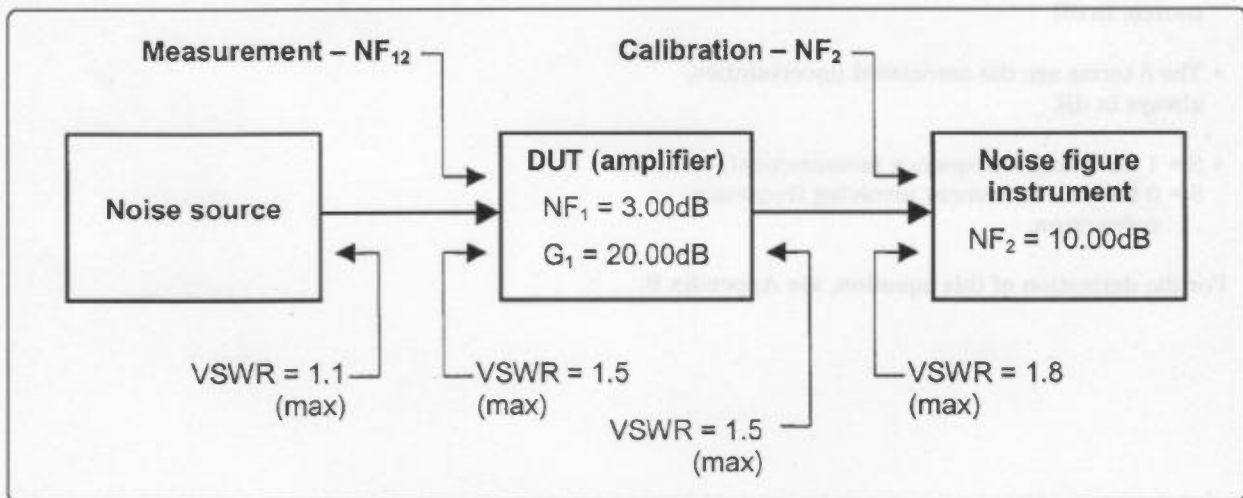 Measurement – NF₁₂
Calibration – NF₂
Noise source
DUT (amplifier)
NF₁ = 3.00dB
G₁ = 20.00dB
Noise figure
instrument
NF₂ = 10.00dB
VSWR = 1.1
(max)
VSWR = 1.5
(max)
VSWR = 1.5
(max)
VSWR = 1.8
(max)